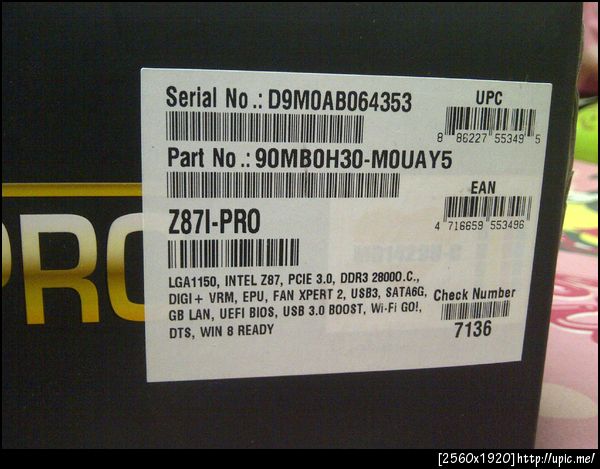 Serial No.: D9M0AB064353
UPC
8 86227 55349 5
Part No.: 90MB0H30-M0UAY5
EAN
4 716659 553496
Z87I-PRO
PRO
LGA1150, INTEL Z87, PCIE 3.0, DDR3 2800O.C.,
DIGI+ VRM, EPU, FAN XPERT 2, USB3, SATA6G,
GB LAN, UEFI BIOS, USB 3.0 BOOST, Wi-Fi GO!,
DTS, WIN 8 READY
Check Number
7136
[2560x1920]http://upic.me/